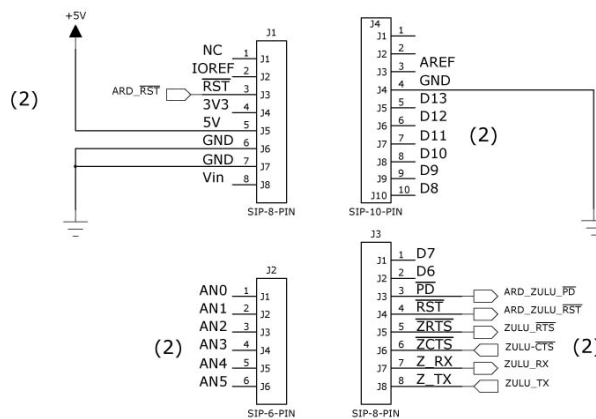 +5V
J1
NC 1 J1
IOREF 2 J2
(2) ARD_RST RST 3 J3
3V3 4 J4
5V 5 J5
GND 6 J6
GND 7 J7
Vin 8 J8
SIP-8-PIN
J4
J1 1
J2 2
J3 3 AREF
J4 4 GND
J5 5 D13
J6 6 D12
J7 7 D11 (2)
J8 8 D10
J9 9 D9
J10 10 D8
SIP-10-PIN
J2
AN0 1 J1
AN1 2 J2
AN2 3 J3
(2) AN3 4 J4
AN4 5 J5
AN5 6 J6
SIP-6-PIN
J3
J1 1 D7
J2 2 D6
J3 3 PD ARD_ZULU_PD
J4 4 RST ARD_ZULU_RST
J5 5 ZRTS ZULU_RTS
J6 6 ZCTS ZULU-CTS (2)
J7 7 Z_RX ZULU_RX
J8 8 Z_TX ZULU_TX
SIP-8-PIN